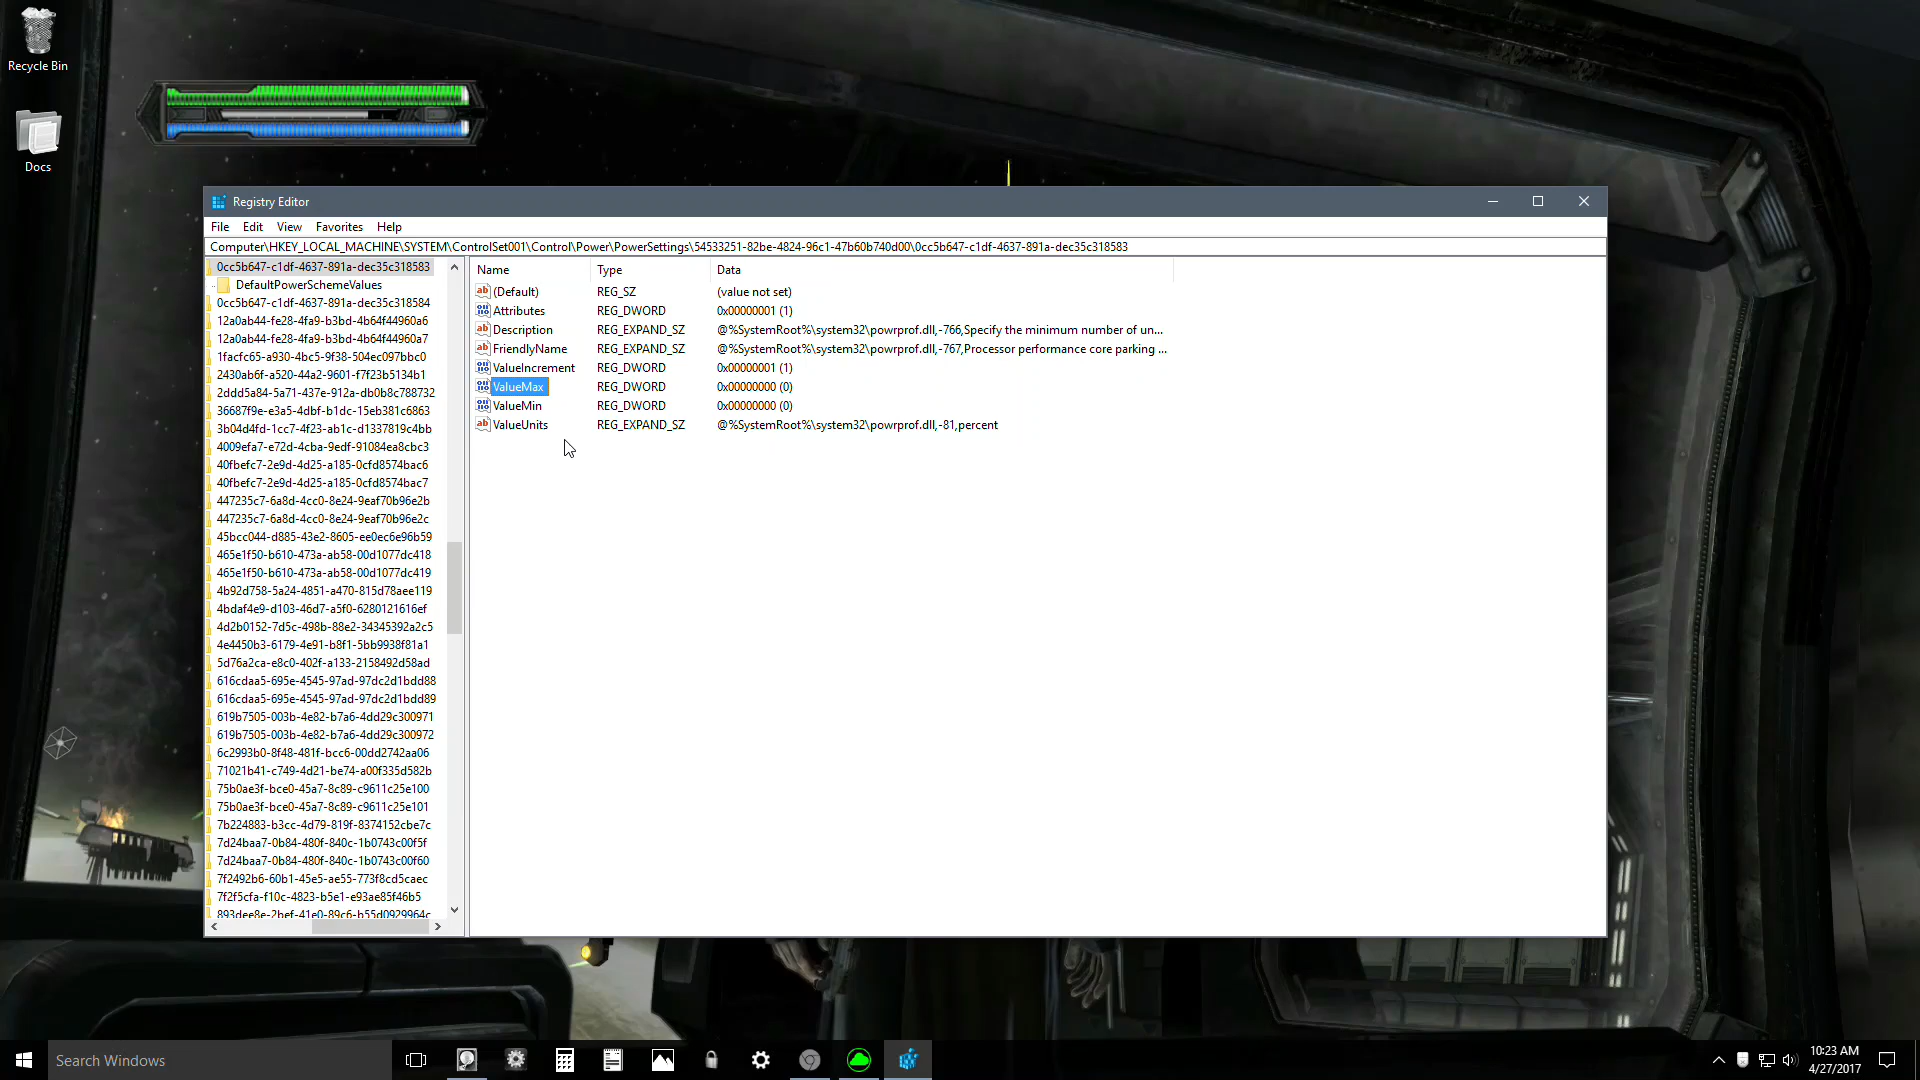 Recycle Bin
Docs
Registry Editor
File Edit View Favorites Help
Computer\HKEY_LOCAL_MACHINE\SYSTEM\ControlSet001\Control\Power\PowerSettings\54533251-82be-4824-96c1-47b60b740d00\0cc5b647-c1df-4637-891a-dec35c318583
0cc5b647-c1df-4637-891a-dec35c318583
DefaultPowerSchemeValues
0cc5b647-c1df-4637-891a-dec35c318584
12a0ab44-fe28-4fa9-b3bd-4b64f44960a6
12a0ab44-fe28-4fa9-b3bd-4b64f44960a7
1facfc65-a930-4bc5-9f38-504ec097bbc0
2430ab6f-a520-44a2-9601-f7f23b5134b1
2ddd5a84-5a71-437e-912a-db0b8c788732
36687f9e-e3a5-4dbf-b1dc-15eb381c6863
3b04d4fd-1cc7-4f23-ab1c-d1337819c4bb
4009efa7-e72d-4cba-9edf-91084ea8cbc3
40fbefc7-2e9d-4d25-a185-0cfd8574bac6
40fbefc7-2e9d-4d25-a185-0cfd8574bac7
447235c7-6a8d-4cc0-8e24-9eaf70b96e2b
447235c7-6a8d-4cc0-8e24-9eaf70b96e2c
45bcc044-d885-43e2-8605-ee0ec6e96b59
465e1f50-b610-473a-ab58-00d1077dc418
465e1f50-b610-473a-ab58-00d1077dc419
4b92d758-5a24-4851-a470-815d78aee119
4bdaf4e9-d103-46d7-a5f0-6280121616ef
4d2b0152-7d5c-498b-88e2-34345392a2c5
4e4450b3-6179-4e91-b8f1-5bb9938f81a1
5d76a2ca-e8c0-402f-a133-2158492d58ad
616cdaa5-695e-4545-97ad-97dc2d1bdd88
616cdaa5-695e-4545-97ad-97dc2d1bdd89
619b7505-003b-4e82-b7a6-4dd29c300971
619b7505-003b-4e82-b7a6-4dd29c300972
6c2993b0-8f48-481f-bcc6-00dd2742aa06
71021b41-c749-4d21-be74-a00f335d582b
75b0ae3f-bce0-45a7-8c89-c9611c25e100
75b0ae3f-bce0-45a7-8c89-c9611c25e101
7b224883-b3cc-4d79-819f-8374152cbe7c
7d24baa7-0b84-480f-840c-1b0743c00f5f
7d24baa7-0b84-480f-840c-1b0743c00f60
7f2492b6-60b1-45e5-ae55-773f8cd5caec
7f2f5cfa-f10c-4823-b5e1-e93ae85f46b5
893dee8e-2bef-41e0-89c6-b55d0929964c
Name Type Data
(Default) REG_SZ (value not set)
Attributes REG_DWORD 0x00000001 (1)
Description REG_EXPAND_SZ @%SystemRoot%\system32\powrprof.dll,-766,Specify the minimum number of un...
FriendlyName REG_EXPAND_SZ @%SystemRoot%\system32\powrprof.dll,-767,Processor performance core parking ...
ValueIncrement REG_DWORD 0x00000001 (1)
ValueMax REG_DWORD 0x00000000 (0)
ValueMin REG_DWORD 0x00000000 (0)
ValueUnits REG_EXPAND_SZ @%SystemRoot%\system32\powrprof.dll,-81,percent
Search Windows
10:23 AM
4/27/2017